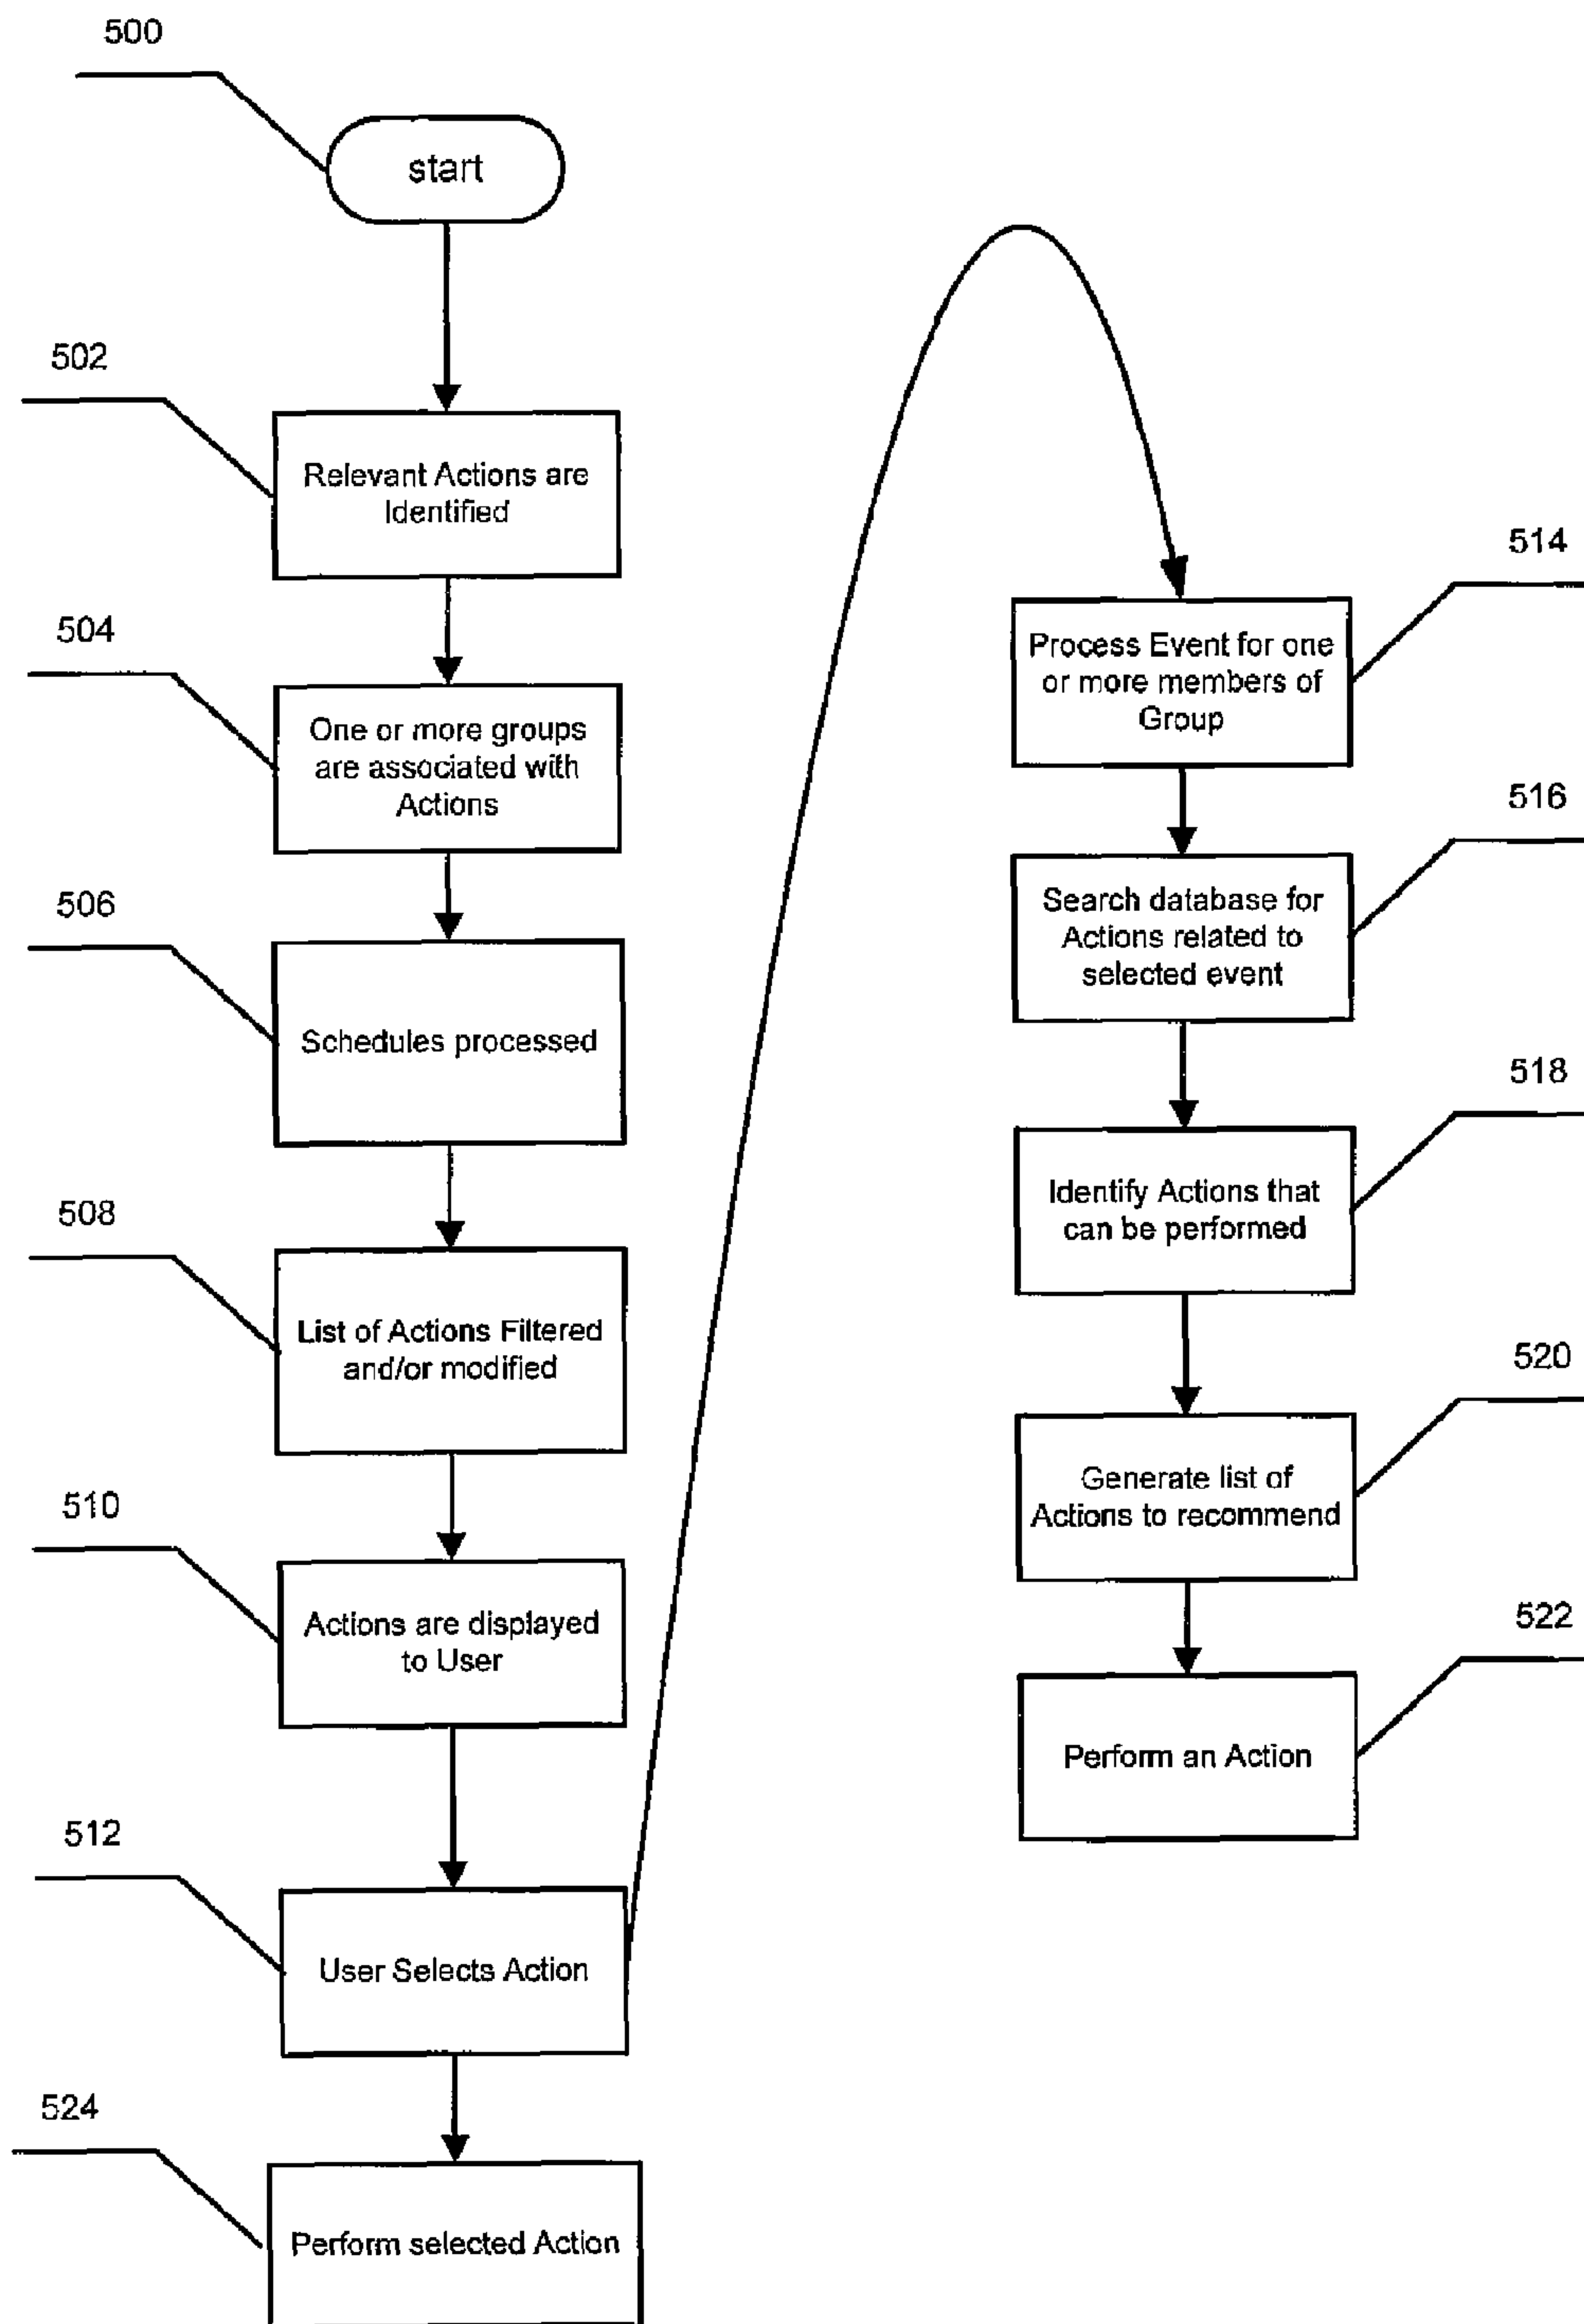 500
start
502
Relevant Actions are
Identified
504
One or more groups
are associated with
Actions
506
Schedules processed
508
List of Actions Filtered
and/or modified
510
Actions are displayed
to User
512
User Selects Action
524
Perform selected Action
514
Process Event for one
or more members of
Group
516
Search database for
Actions related to
selected event
518
Identify Actions that
can be performed
520
Generate list of
Actions to recommend
522
Perform an Action